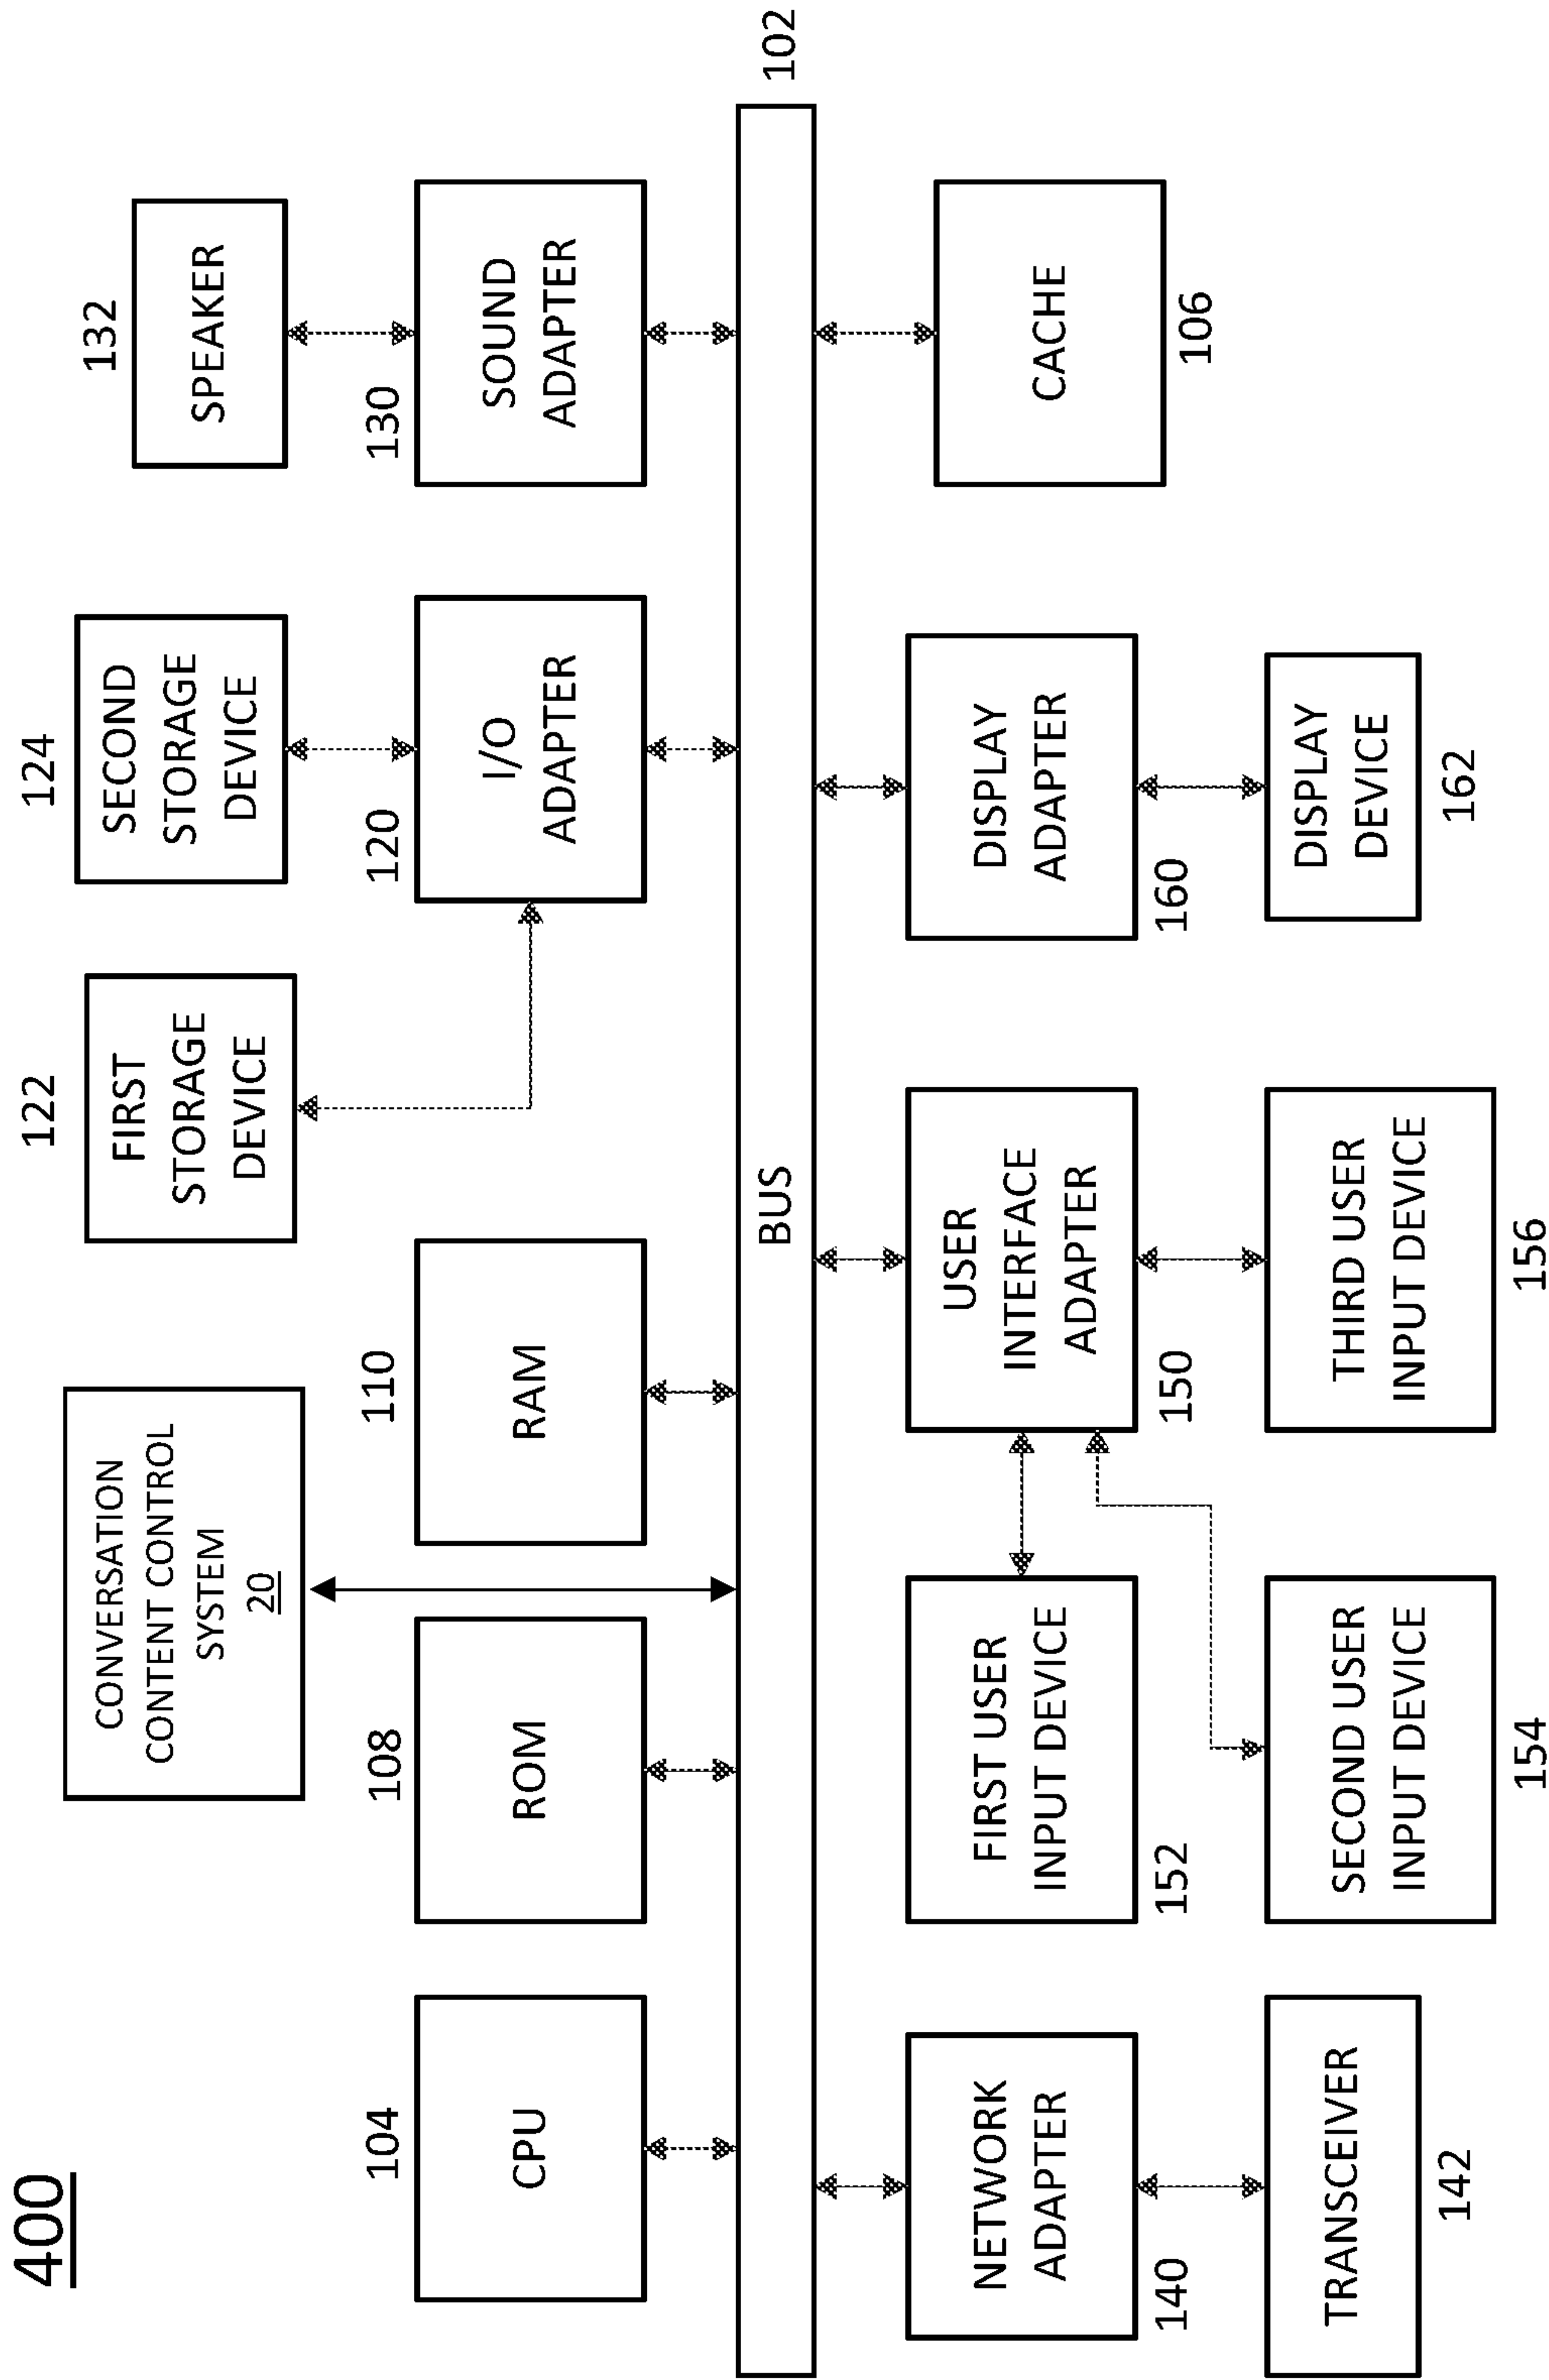 400
CONVERSATION
CONTENT CONTROL
SYSTEM
20
122
FIRST
STORAGE
DEVICE
124
SECOND
STORAGE
DEVICE
132
SPEAKER
104
CPU
108
ROM
110
RAM
120
I/O
ADAPTER
130
SOUND
ADAPTER
BUS
102
NETWORK
ADAPTER
140
FIRST USER
INPUT DEVICE
152
USER
INTERFACE
ADAPTER
150
DISPLAY
ADAPTER
160
CACHE
106
TRANSCEIVER
142
SECOND USER
INPUT DEVICE
154
THIRD USER
INPUT DEVICE
156
DISPLAY
DEVICE
162